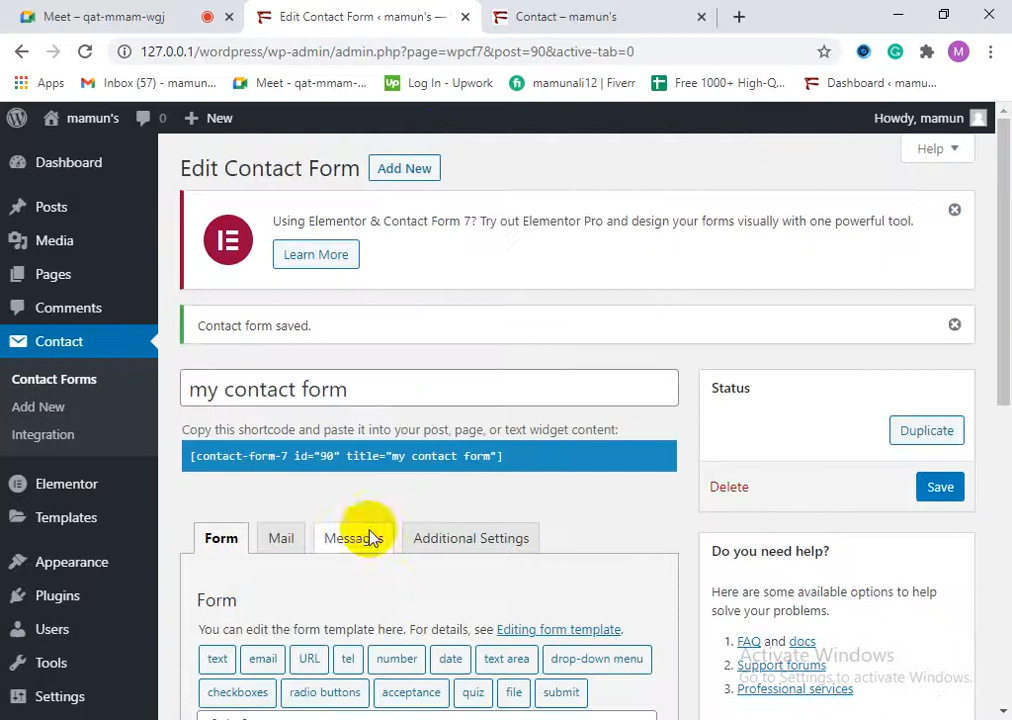 Meet – qat-mmam-wgj
Edit Contact Form ‹ mamun's —
Contact – mamun's
127.0.0.1/wordpress/wp-admin/admin.php?page=wpcf7&post=90&active-tab=0
M
Apps
Inbox (57) - mamun...
Meet - qat-mmam-...
Up
Log In - Upwork
mamunali12 | Fiverr
Free 1000+ High-Q...
Dashboard ‹ mamu...
mamun's
0
New
Howdy, mamun
Help
Dashboard
Posts
Media
Pages
Comments
Contact
Contact Forms
Add New
Integration
Elementor
Templates
Appearance
Plugins
Users
Tools
Settings
Edit Contact Form
Add New
Using Elementor & Contact Form 7? Try out Elementor Pro and design your forms visually with one powerful tool.
Learn More
Contact form saved.
my contact form
Copy this shortcode and paste it into your post, page, or text widget content:
[contact-form-7 id="90" title="my contact form"]
Form
Mail
Messages
Additional Settings
Form
You can edit the form template here. For details, see Editing form template.
text
email
URL
tel
number
date
text area
drop-down menu
checkboxes
radio buttons
acceptance
quiz
file
submit
Status
Duplicate
Delete
Save
Do you need help?
Here are some available options to help
solve your problems.
1. FAQ and docs
2. Support forums
3. Professional services
Activate Windows
Go to Settings to activate Windows.